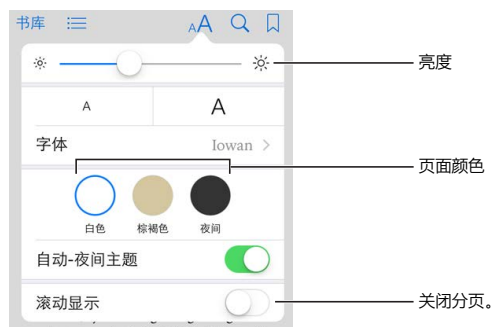 书库 AA
亮度
A A
字体 Iowan >
页面颜色
白色 棕褐色 夜间
自动-夜间主题
滚动显示
关闭分页。